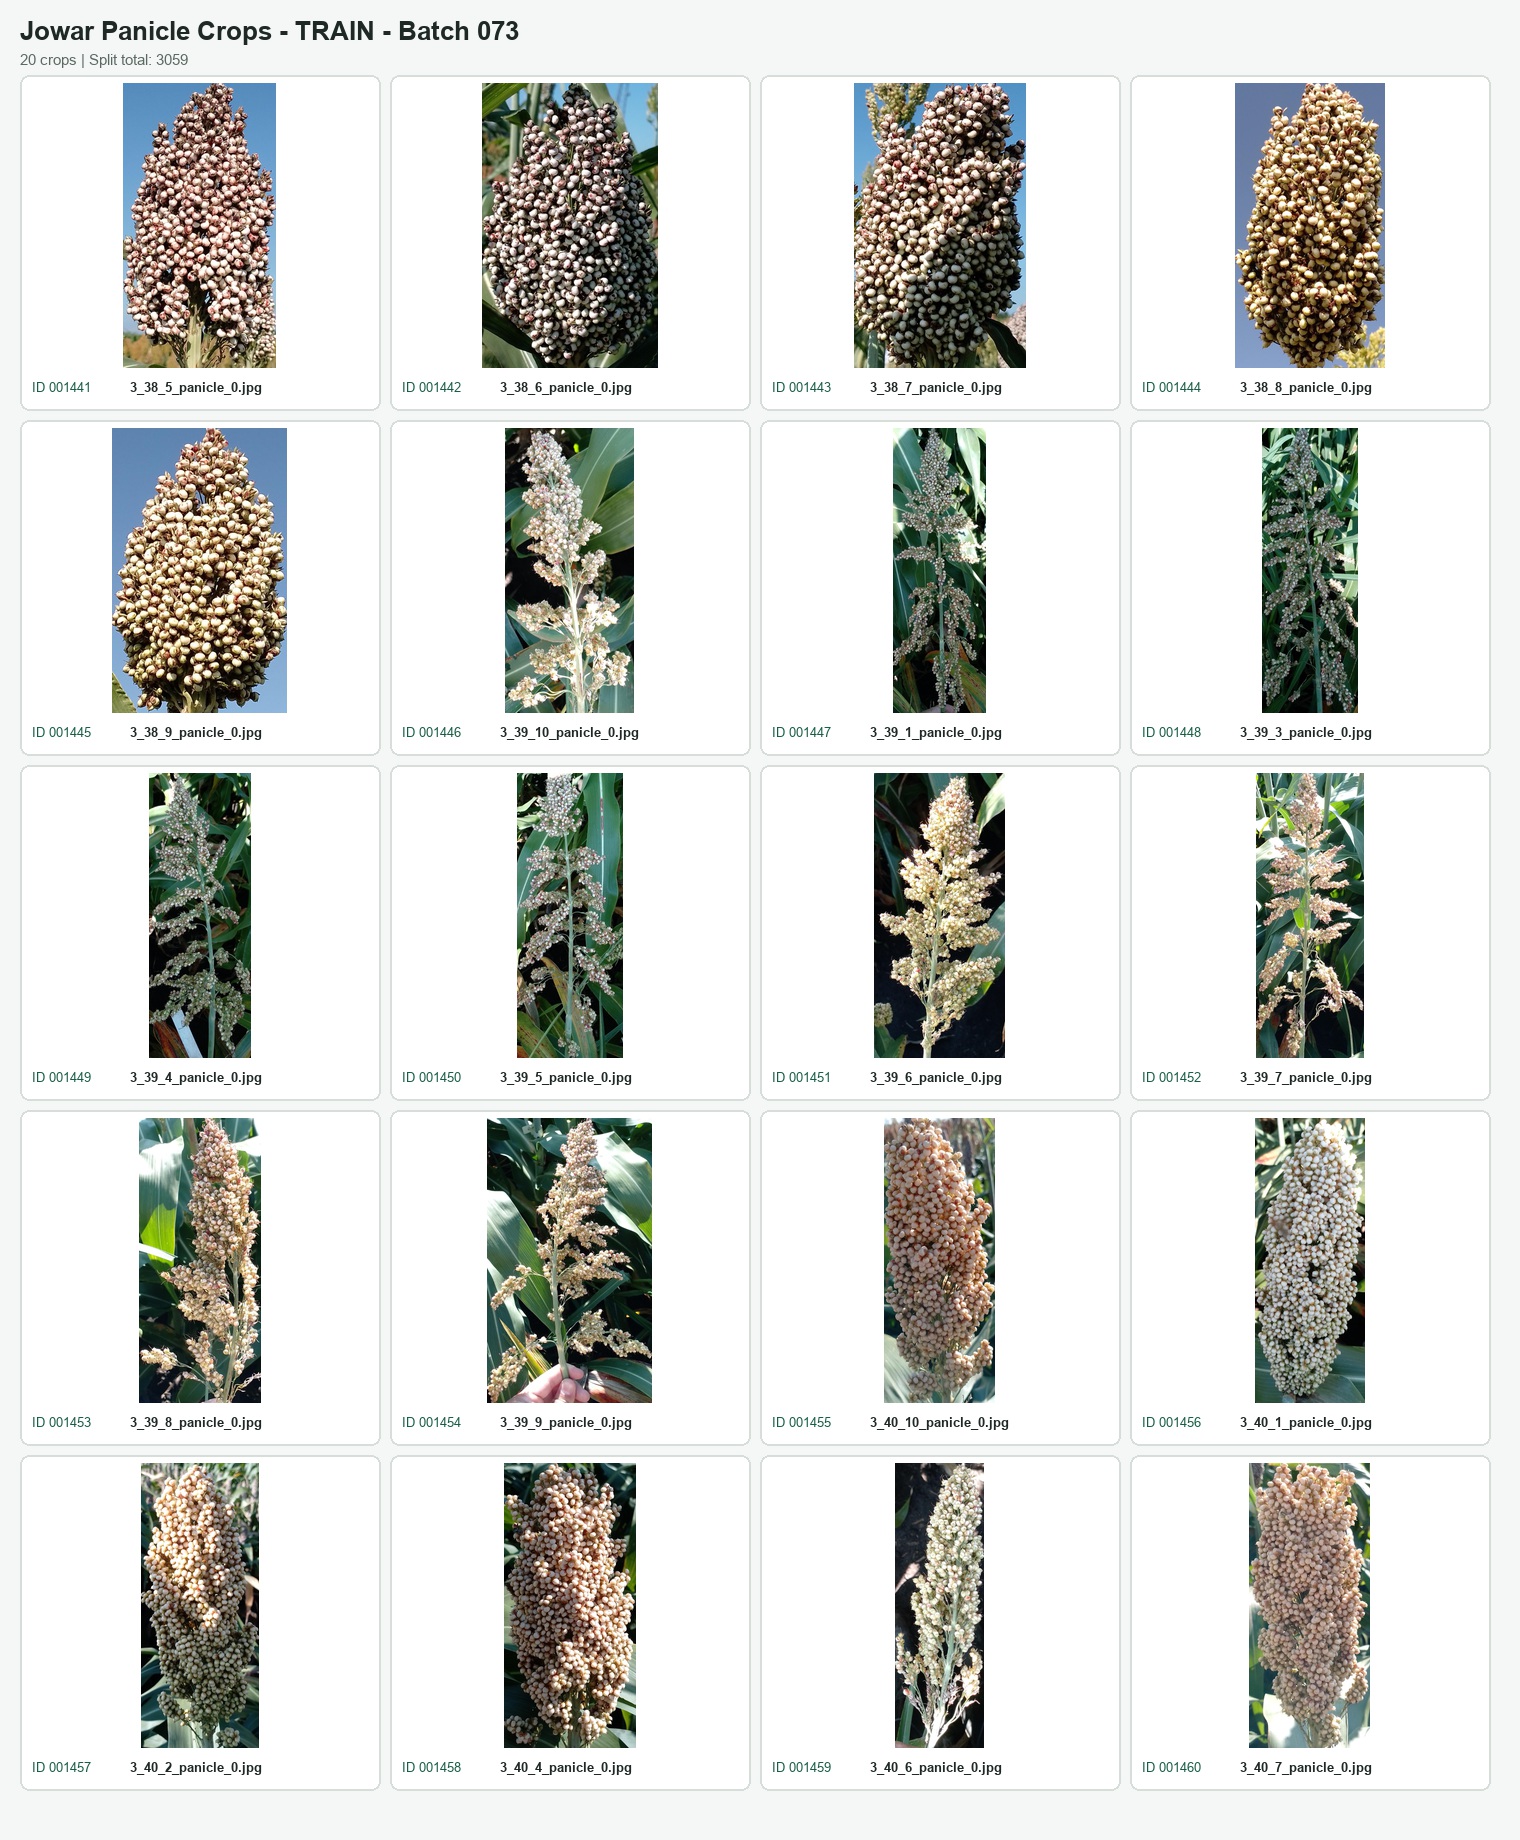 Jowar Panicle Crops - TRAIN - Batch 073
20 crops | Split total: 3059
ID 001441 3_38_5_panicle_0.jpg
ID 001442 3_38_6_panicle_0.jpg
ID 001443 3_38_7_panicle_0.jpg
ID 001444 3_38_8_panicle_0.jpg
ID 001445 3_38_9_panicle_0.jpg
ID 001446 3_39_10_panicle_0.jpg
ID 001447 3_39_1_panicle_0.jpg
ID 001448 3_39_3_panicle_0.jpg
ID 001449 3_39_4_panicle_0.jpg
ID 001450 3_39_5_panicle_0.jpg
ID 001451 3_39_6_panicle_0.jpg
ID 001452 3_39_7_panicle_0.jpg
ID 001453 3_39_8_panicle_0.jpg
ID 001454 3_39_9_panicle_0.jpg
ID 001455 3_40_10_panicle_0.jpg
ID 001456 3_40_1_panicle_0.jpg
ID 001457 3_40_2_panicle_0.jpg
ID 001458 3_40_4_panicle_0.jpg
ID 001459 3_40_6_panicle_0.jpg
ID 001460 3_40_7_panicle_0.jpg